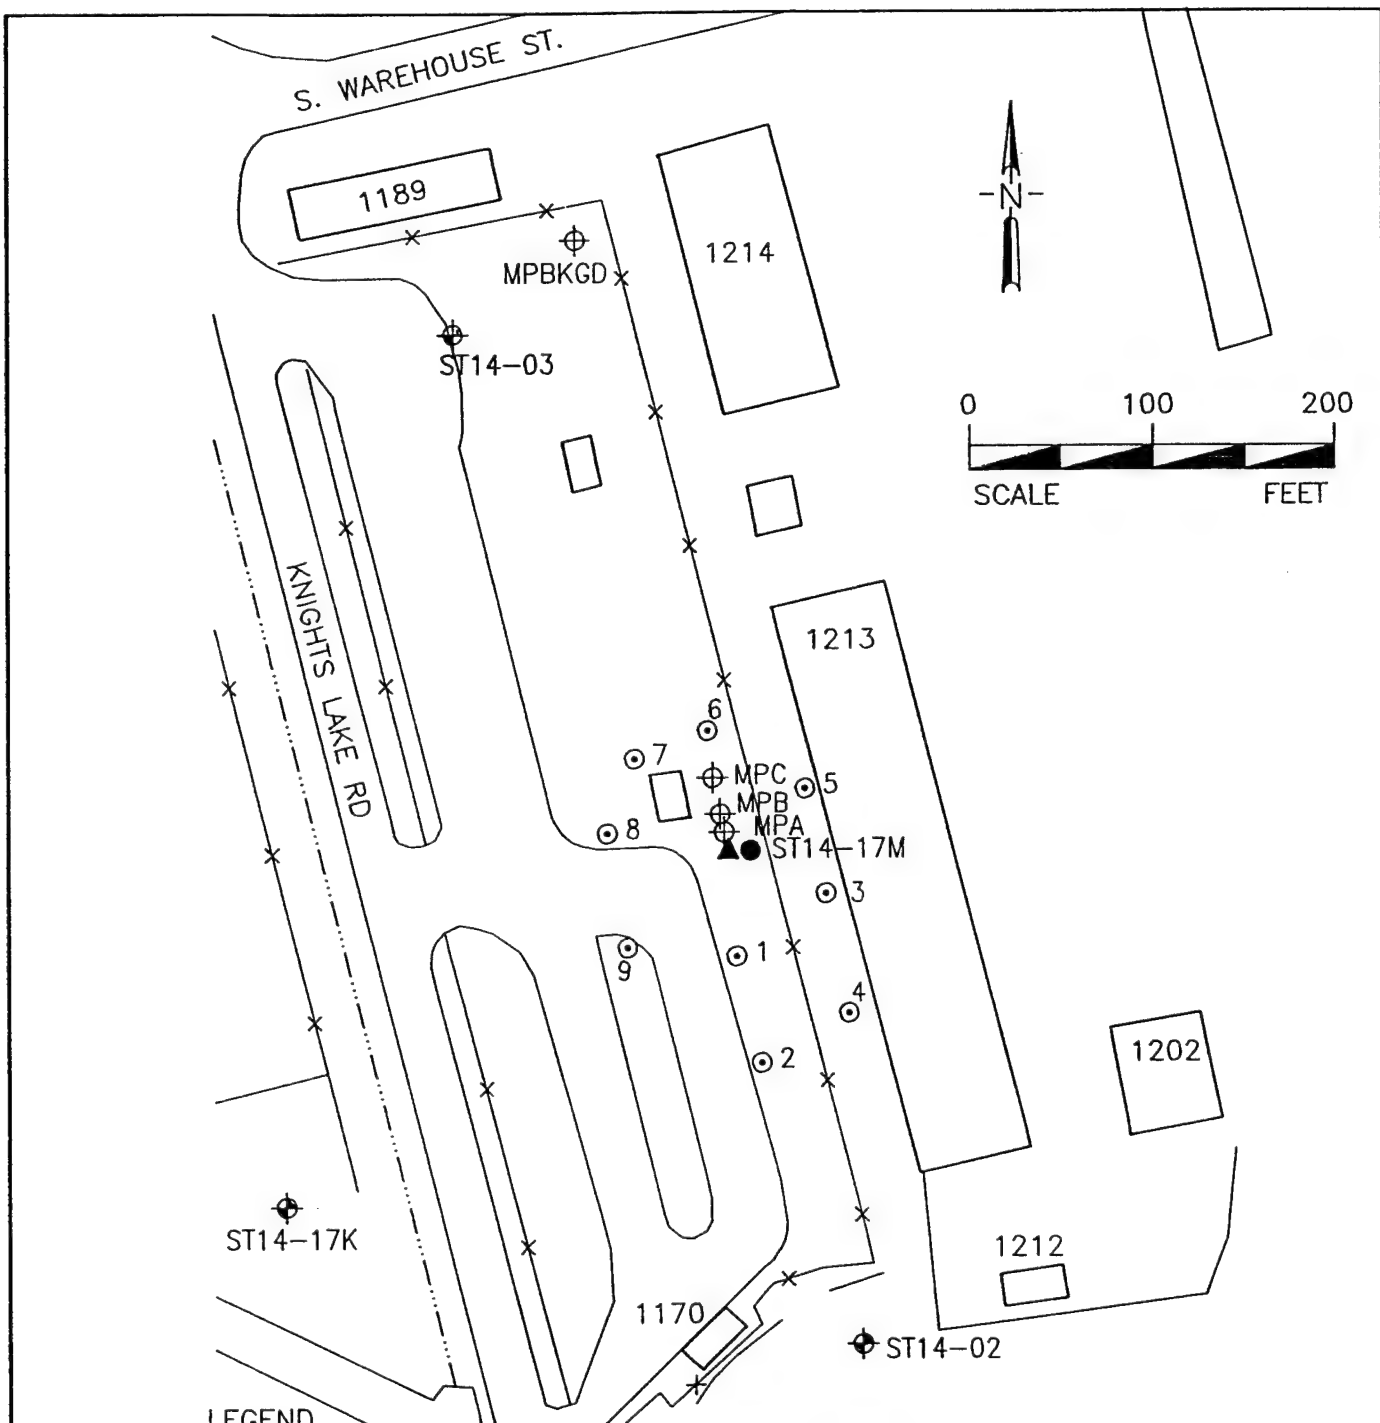 S. WAREHOUSE ST.
1189
1214
-N-
MPBKGD
ST14-03
0 100 200
SCALE FEET
KNIGHTS LAKE RD
1213
6
7
MPC
5
MPB
MPA
8
ST14-17M
3
1
9
4
2
1202
ST14-17K
1212
1170
ST14-02
LEGEND